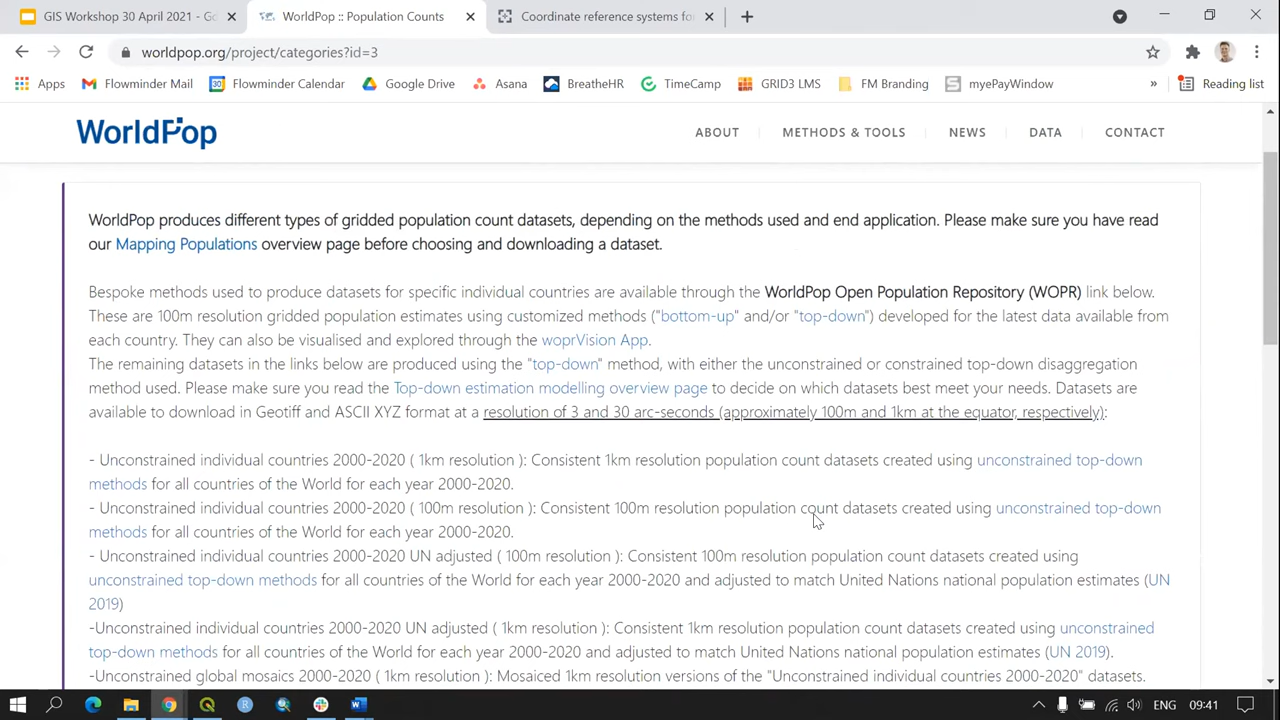 GIS Workshop 30 April 2021 - Go
WorldPop :: Population Counts
Coordinate reference systems for
worldpop.org/project/categories?id=3
Apps
Flowminder Mail
Flowminder Calendar
Google Drive
Asana
BreatheHR
TimeCamp
GRID3 LMS
FM Branding
myePayWindow
»
Reading list
WorldPop
ABOUT
METHODS & TOOLS
NEWS
DATA
CONTACT
WorldPop produces different types of gridded population count datasets, depending on the methods used and end application. Please make sure you have read
our Mapping Populations overview page before choosing and downloading a dataset.
Bespoke methods used to produce datasets for specific individual countries are available through the WorldPop Open Population Repository (WOPR) link below.
These are 100m resolution gridded population estimates using customized methods ("bottom-up" and/or "top-down") developed for the latest data available from
each country. They can also be visualised and explored through the woprVision App.
The remaining datasets in the links below are produced using the "top-down" method, with either the unconstrained or constrained top-down disaggregation
method used. Please make sure you read the Top-down estimation modelling overview page to decide on which datasets best meet your needs. Datasets are
available to download in Geotiff and ASCII XYZ format at a resolution of 3 and 30 arc-seconds (approximately 100m and 1km at the equator, respectively):
- Unconstrained individual countries 2000-2020 ( 1km resolution ): Consistent 1km resolution population count datasets created using unconstrained top-down
methods for all countries of the World for each year 2000-2020.
- Unconstrained individual countries 2000-2020 ( 100m resolution ): Consistent 100m resolution population count datasets created using unconstrained top-down
methods for all countries of the World for each year 2000-2020.
- Unconstrained individual countries 2000-2020 UN adjusted ( 100m resolution ): Consistent 100m resolution population count datasets created using
unconstrained top-down methods for all countries of the World for each year 2000-2020 and adjusted to match United Nations national population estimates (UN
2019)
-Unconstrained individual countries 2000-2020 UN adjusted ( 1km resolution ): Consistent 1km resolution population count datasets created using unconstrained
top-down methods for all countries of the World for each year 2000-2020 and adjusted to match United Nations national population estimates (UN 2019).
-Unconstrained global mosaics 2000-2020 ( 1km resolution ): Mosaiced 1km resolution versions of the "Unconstrained individual countries 2000-2020" datasets.
ENG
09:41